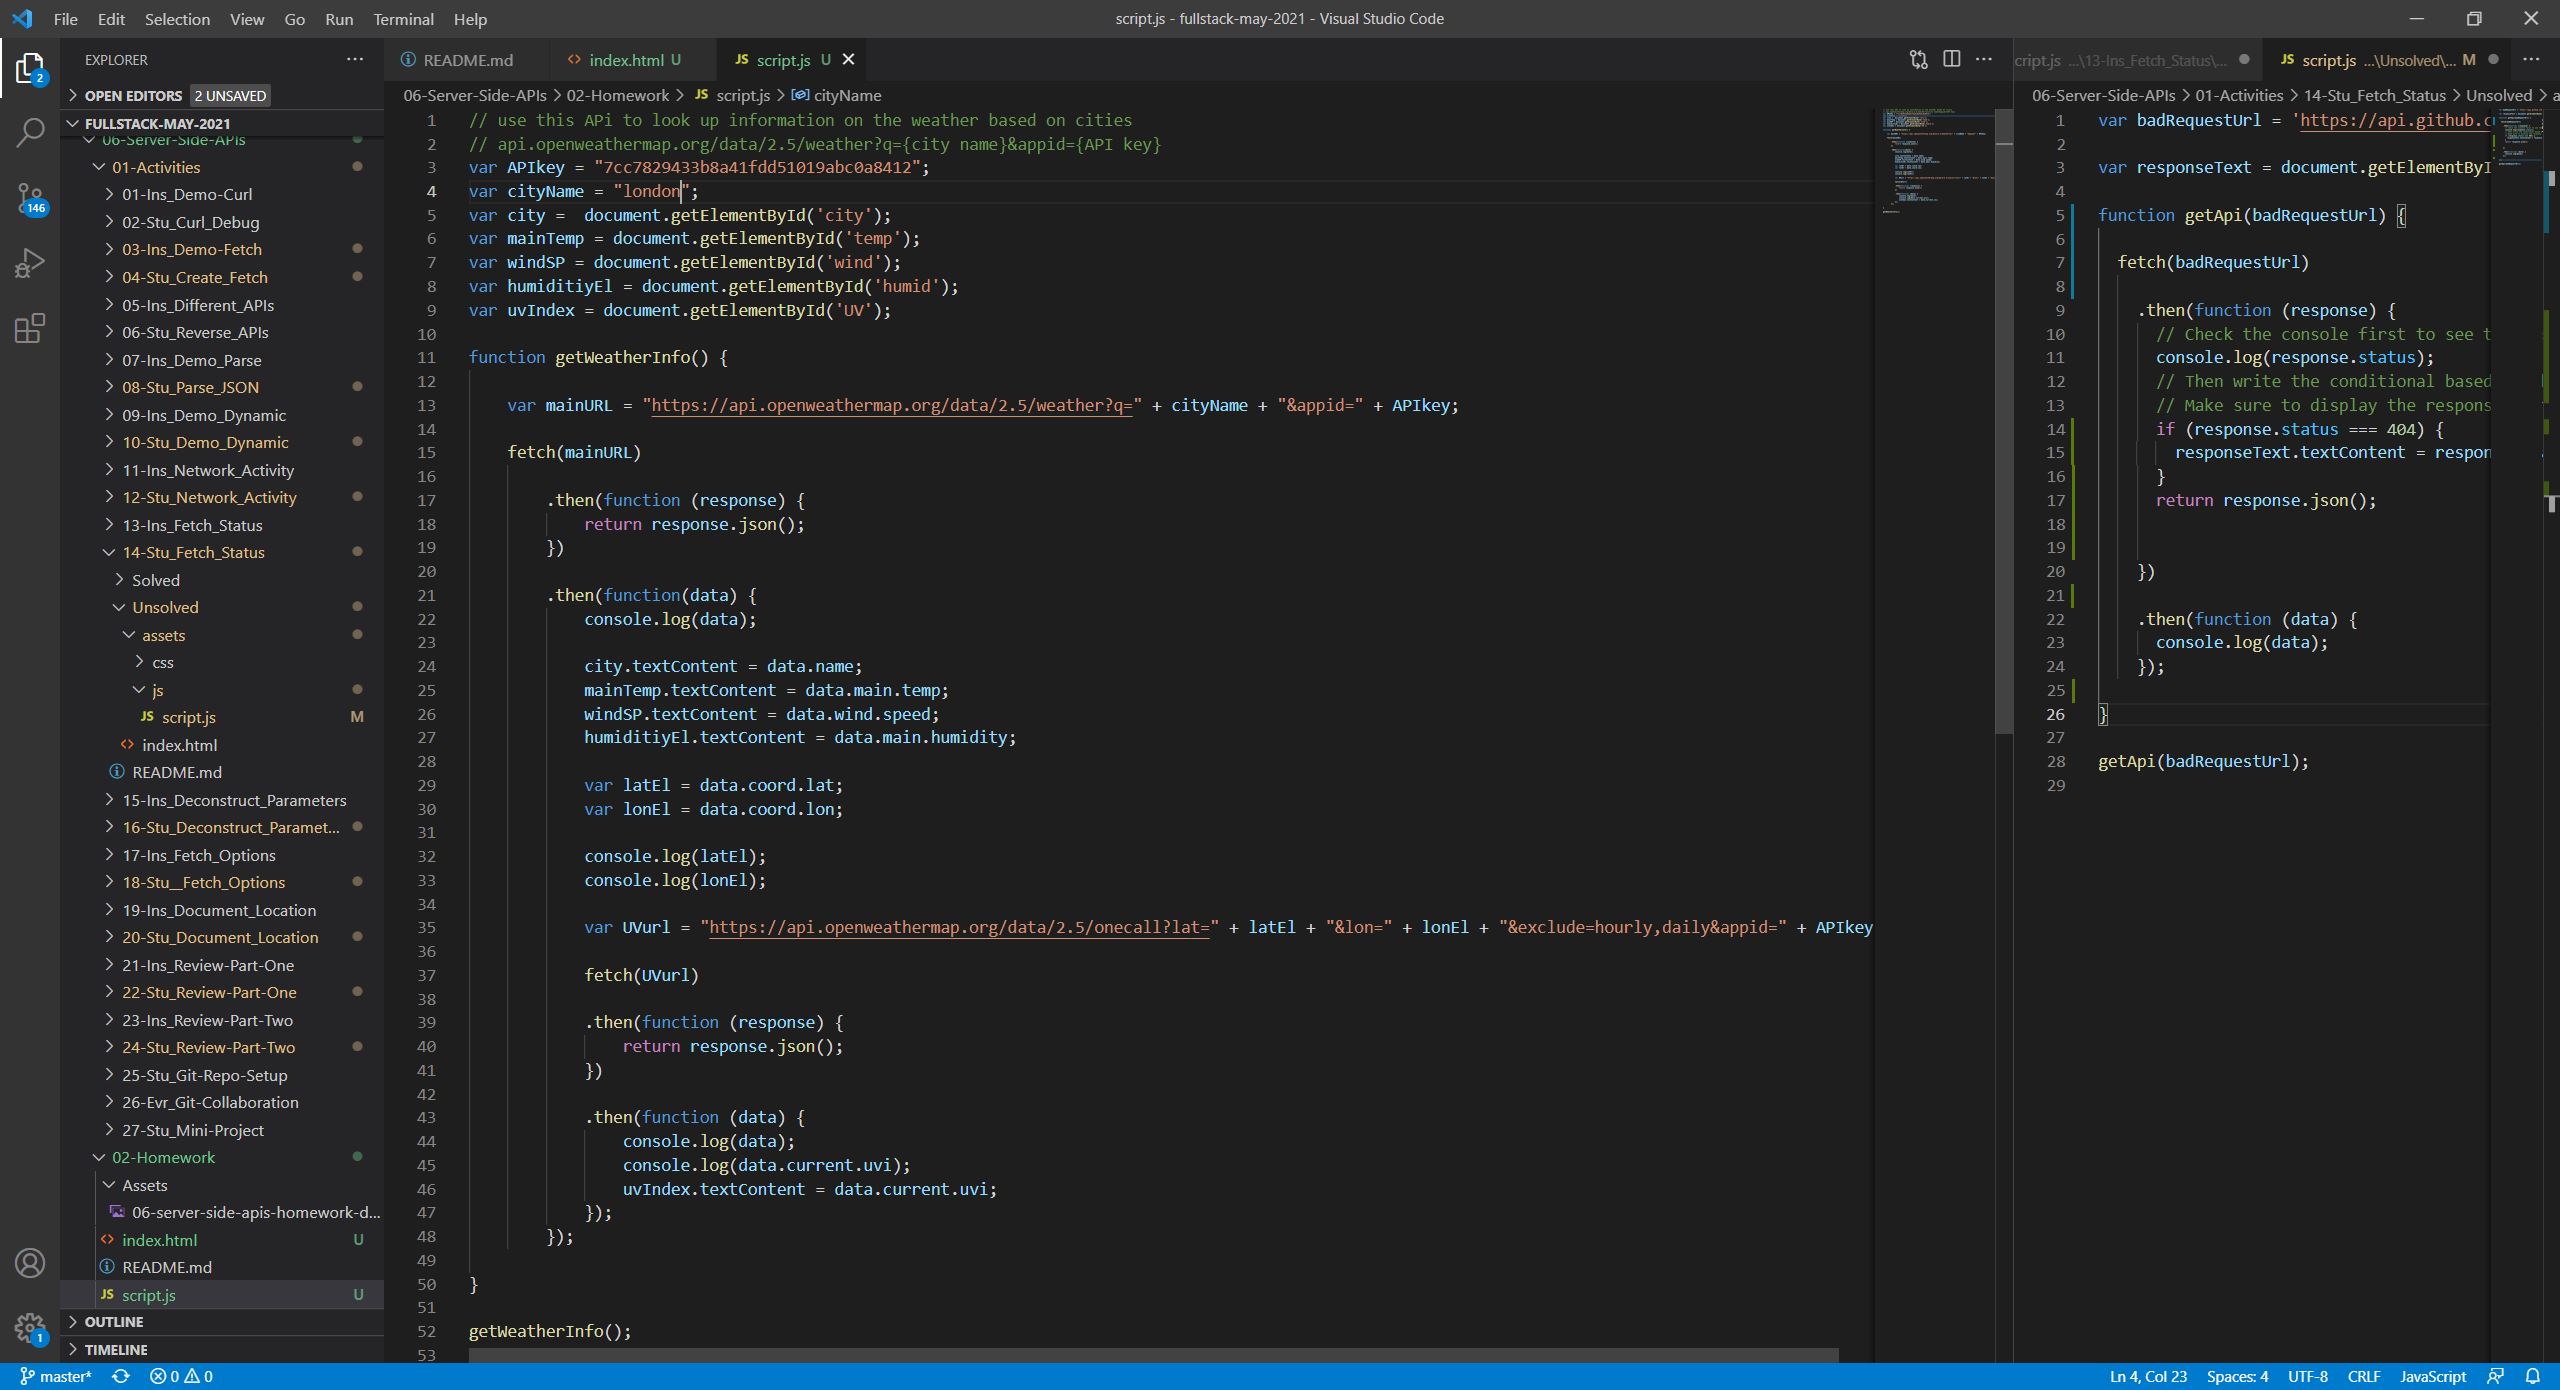 File Edit Selection View Go Run Terminal Help
script.js - fullstack-may-2021 - Visual Studio Code
EXPLORER
OPEN EDITORS 2 UNSAVED
FULLSTACK-MAY-2021
06-Server-Side-APIs
01-Activities
01-Ins_Demo-Curl
02-Stu_Curl_Debug
03-Ins_Demo-Fetch
04-Stu_Create_Fetch
05-Ins_Different_APIs
06-Stu_Reverse_APIs
07-Ins_Demo_Parse
08-Stu_Parse_JSON
09-Ins_Demo_Dynamic
10-Stu_Demo_Dynamic
11-Ins_Network_Activity
12-Stu_Network_Activity
13-Ins_Fetch_Status
14-Stu_Fetch_Status
Solved
Unsolved
assets
css
js
JS script.js M
index.html
README.md
15-Ins_Deconstruct_Parameters
16-Stu_Deconstruct_Paramet...
17-Ins_Fetch_Options
18-Stu__Fetch_Options
19-Ins_Document_Location
20-Stu_Document_Location
21-Ins_Review-Part-One
22-Stu_Review-Part-One
23-Ins_Review-Part-Two
24-Stu_Review-Part-Two
25-Stu_Git-Repo-Setup
26-Evr_Git-Collaboration
27-Stu_Mini-Project
02-Homework
Assets
06-server-side-apis-homework-d...
index.html U
README.md
JS script.js U
OUTLINE
TIMELINE
2
146
1
README.md index.html U JS script.js U
06-Server-Side-APIs > 02-Homework > JS script.js > cityName
1 // use this APi to look up information on the weather based on cities
2 // api.openweathermap.org/data/2.5/weather?q={city name}&appid={API key}
3 var APIkey = "7cc7829433b8a41fdd51019abc0a8412";
4 var cityName = "london";
5 var city =  document.getElementById('city');
6 var mainTemp = document.getElementById('temp');
7 var windSP = document.getElementById('wind');
8 var humiditiyEl = document.getElementById('humid');
9 var uvIndex = document.getElementById('UV');
10
11 function getWeatherInfo() {
12
13 var mainURL = "https://api.openweathermap.org/data/2.5/weather?q=" + cityName + "&appid=" + APIkey;
14
15 fetch(mainURL)
16
17 .then(function (response) {
18 return response.json();
19 })
20
21 .then(function(data) {
22 console.log(data);
23
24 city.textContent = data.name;
25 mainTemp.textContent = data.main.temp;
26 windSP.textContent = data.wind.speed;
27 humiditiyEl.textContent = data.main.humidity;
28
29 var latEl = data.coord.lat;
30 var lonEl = data.coord.lon;
31
32 console.log(latEl);
33 console.log(lonEl);
34
35 var UVurl = "https://api.openweathermap.org/data/2.5/onecall?lat=" + latEl + "&lon=" + lonEl + "&exclude=hourly,daily&appid=" + APIkey
36
37 fetch(UVurl)
38
39 .then(function (response) {
40 return response.json();
41 })
42
43 .then(function (data) {
44 console.log(data);
45 console.log(data.current.uvi);
46 uvIndex.textContent = data.current.uvi;
47 });
48 });
49
50 }
51
52 getWeatherInfo();
53
cript.js ...\13-Ins_Fetch_Status\... JS script.js ...\Unsolved\... M
06-Server-Side-APIs > 01-Activities > 14-Stu_Fetch_Status > Unsolved > a
1 var badRequestUrl = 'https://api.github.c
2
3 var responseText = document.getElementByI
4
5 function getApi(badRequestUrl) {
6
7 fetch(badRequestUrl)
8
9 .then(function (response) {
10 // Check the console first to see t
11 console.log(response.status);
12 // Then write the conditional based
13 // Make sure to display the respons
14 if (response.status === 404) {
15 responseText.textContent = respon
16 }
17 return response.json();
18
19
20 })
21
22 .then(function (data) {
23 console.log(data);
24 });
25
26 }
27
28 getApi(badRequestUrl);
29
master* 0 0
Ln 4, Col 23 Spaces: 4 UTF-8 CRLF JavaScript